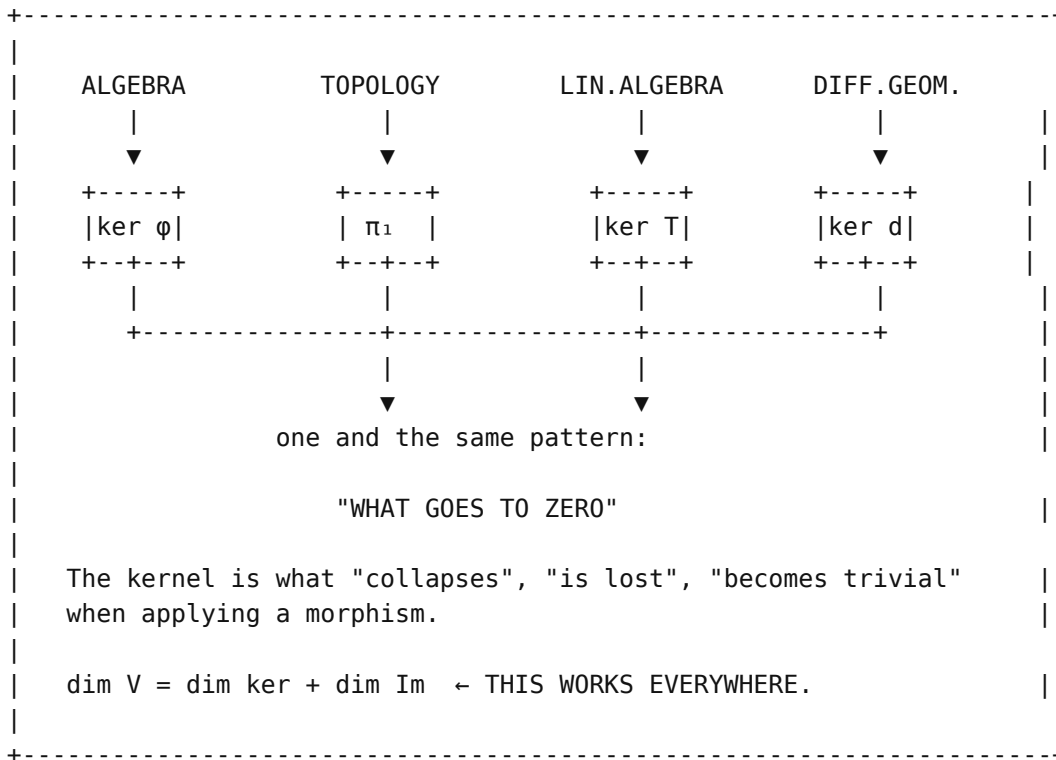 ALGEBRA TOPOLOGY LIN.ALGEBRA DIFF.GEOM.
ker φ π₁ ker T ker d
one and the same pattern:
"WHAT GOES TO ZERO"
The kernel is what "collapses", "is lost", "becomes trivial"
when applying a morphism.
dim V = dim ker + dim Im ← THIS WORKS EVERYWHERE.